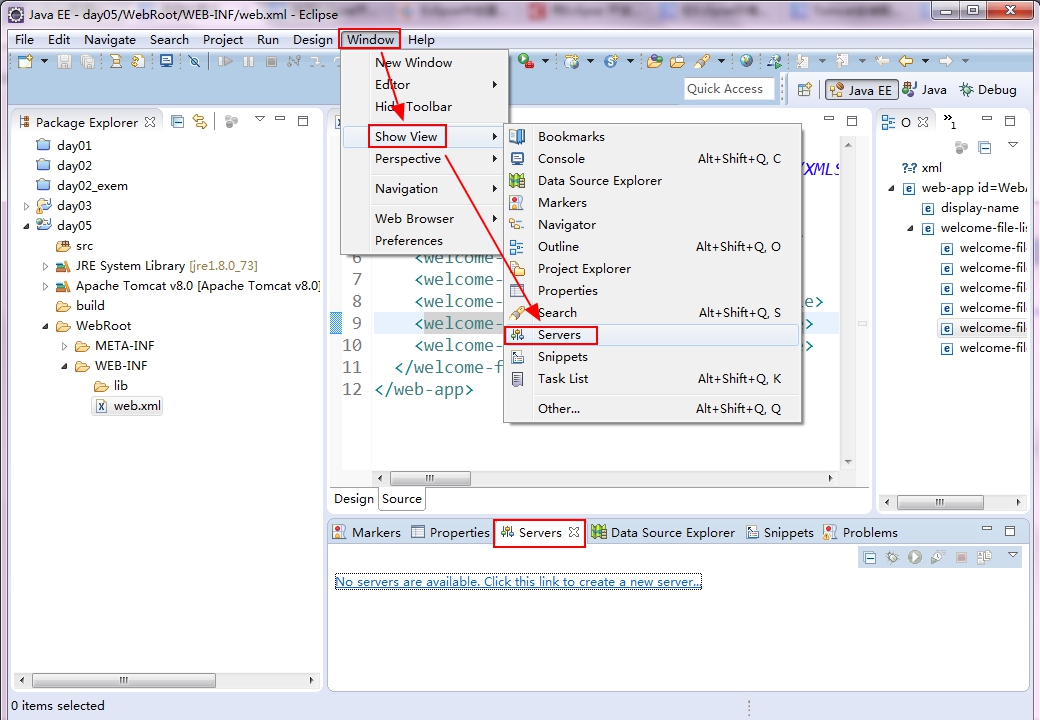 Java EE - day05/WebRoot/WEB-INF/web.xml - Eclipse
File Edit Navigate Search Project Run Design Window Help
Quick Access
Java EE
Java
Debug
Package Explorer
day01
day02
day02_exem
day03
day05
src
JRE System Library [jre1.8.0_73]
Apache Tomcat v8.0 [Apache Tomcat v8.0]
build
WebRoot
META-INF
WEB-INF
lib
web.xml
New Window
Editor
Hide Toolbar
Show View
Perspective
Navigation
Web Browser
Preferences
Bookmarks
Console Alt+Shift+Q, C
Data Source Explorer
Markers
Navigator
Outline Alt+Shift+Q, O
Project Explorer
Properties
Search Alt+Shift+Q, S
Servers
Snippets
Task List Alt+Shift+Q, K
Other... Alt+Shift+Q, Q
/XMLS
6 <welcome-
7 <welcome-
8 <welcome- e>
9 <welcome- >
10 <welcome- >
11 </welcome-f
12 </web-app>
Design Source
O
»1
?=? xml
web-app id=WebA
display-name
welcome-file-lis
welcome-file
welcome-file
welcome-file
welcome-file
welcome-file
welcome-file
Markers Properties Servers Data Source Explorer Snippets Problems
No servers are available. Click this link to create a new server...
0 items selected